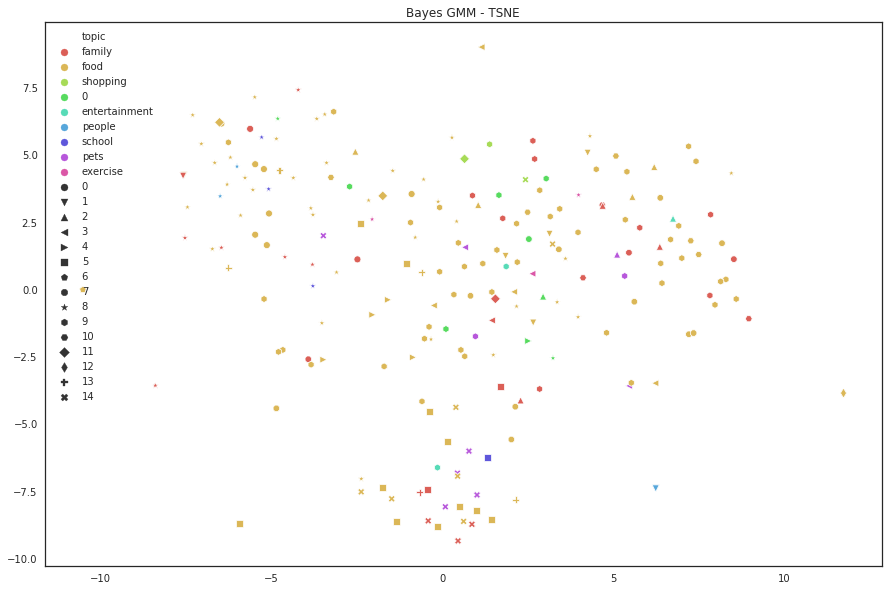 Bayes GMM - TSNE
topic
family
food
shopping
0
entertainment
people
school
pets
exercise
0
1
2
3
4
5
6
7
8
9
10
11
12
13
14
7.5
5.0
2.5
0.0
−2.5
−5.0
−7.5
−10.0
−10
−5
0
5
10